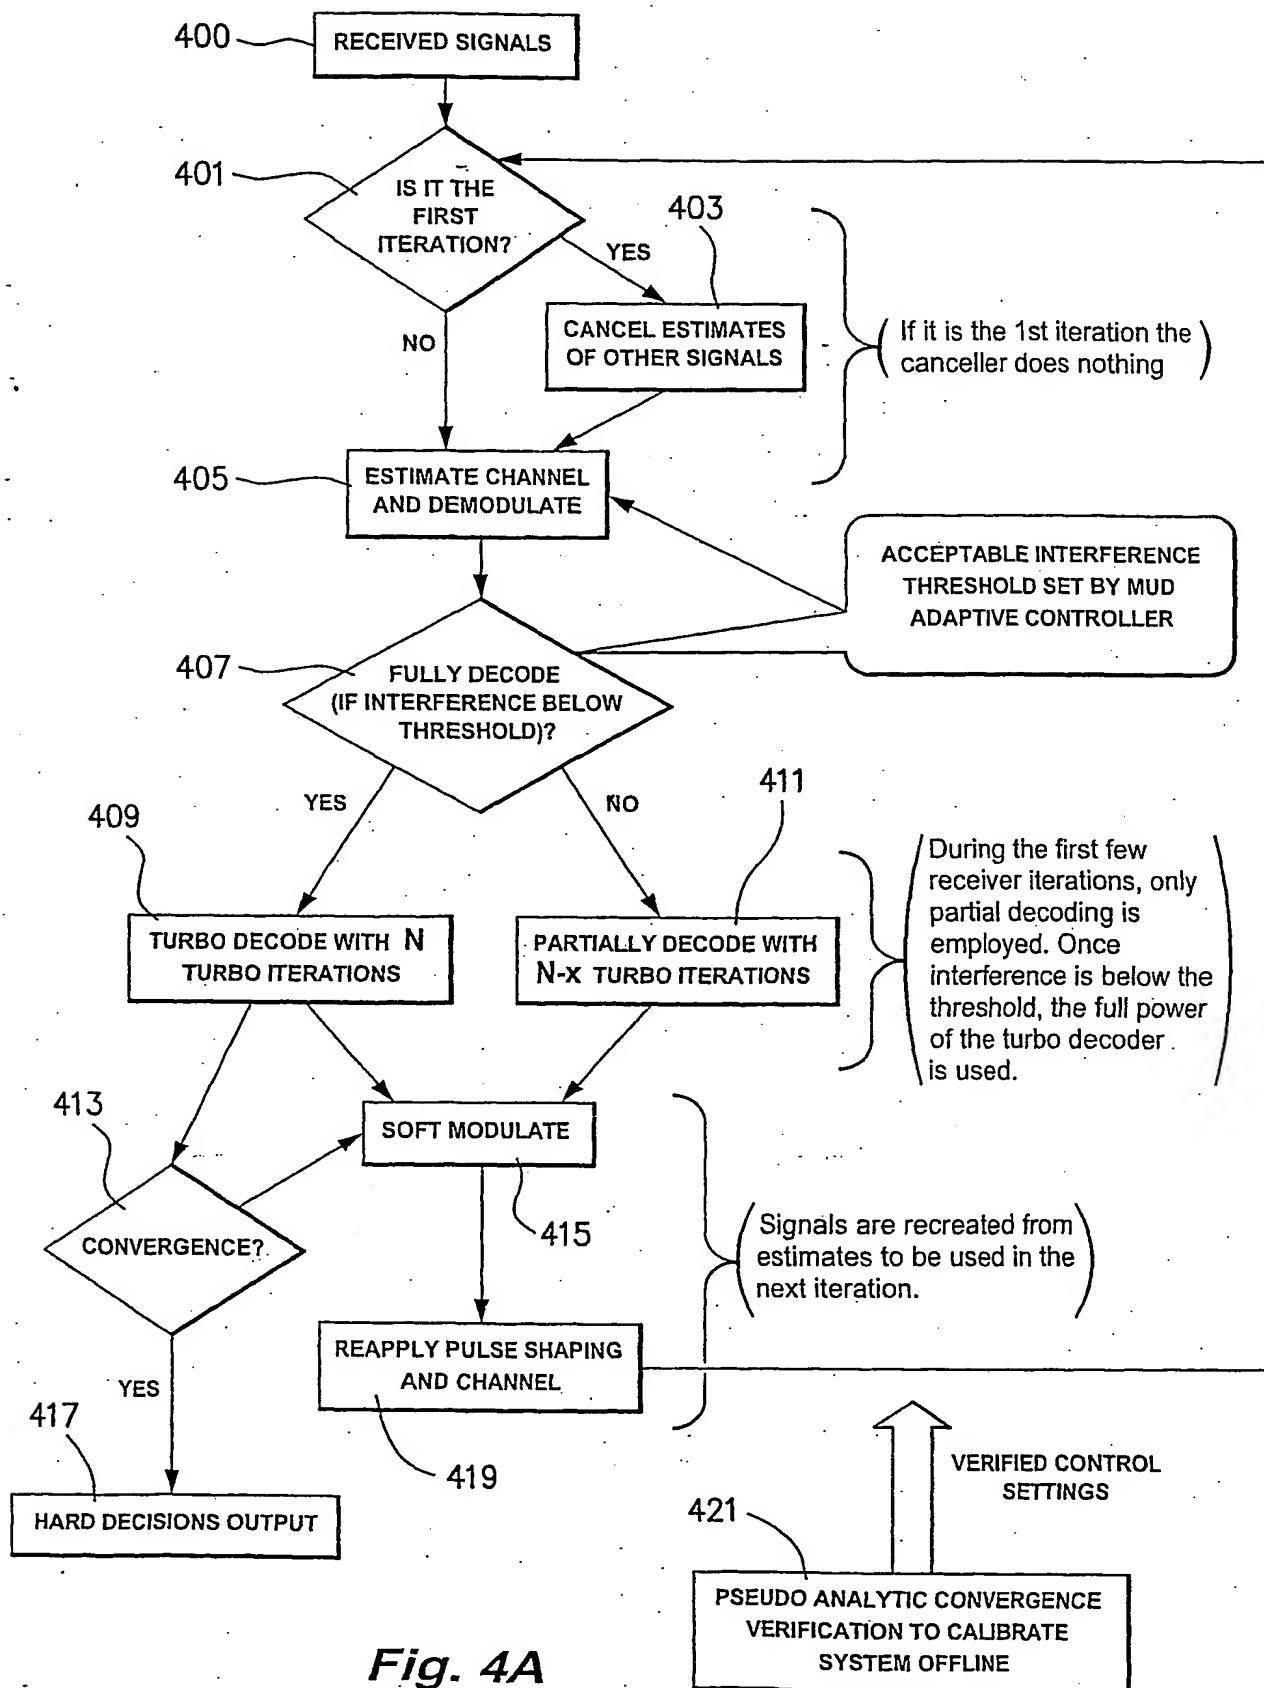 400
RECEIVED SIGNALS
401
IS IT THE
FIRST
ITERATION?
YES
403
NO
CANCEL ESTIMATES
OF OTHER SIGNALS
(If it is the 1st iteration the
canceller does nothing)
405
ESTIMATE CHANNEL
AND DEMODULATE
ACCEPTABLE INTERFERENCE
THRESHOLD SET BY MUD
ADAPTIVE CONTROLLER
407
FULLY DECODE
(IF INTERFERENCE BELOW
THRESHOLD)?
YES
NO
409
411
TURBO DECODE WITH N
TURBO ITERATIONS
PARTIALLY DECODE WITH
N-x TURBO ITERATIONS
(During the first few
receiver iterations, only
partial decoding is
employed. Once
interference is below the
threshold, the full power
of the turbo decoder
is used.)
413
SOFT MODULATE
415
CONVERGENCE?
(Signals are recreated from
estimates to be used in the
next iteration.)
REAPPLY PULSE SHAPING
AND CHANNEL
YES
417
419
HARD DECISIONS OUTPUT
VERIFIED CONTROL
SETTINGS
421
PSEUDO ANALYTIC CONVERGENCE
VERIFICATION TO CALIBRATE
SYSTEM OFFLINE
Fig. 4A